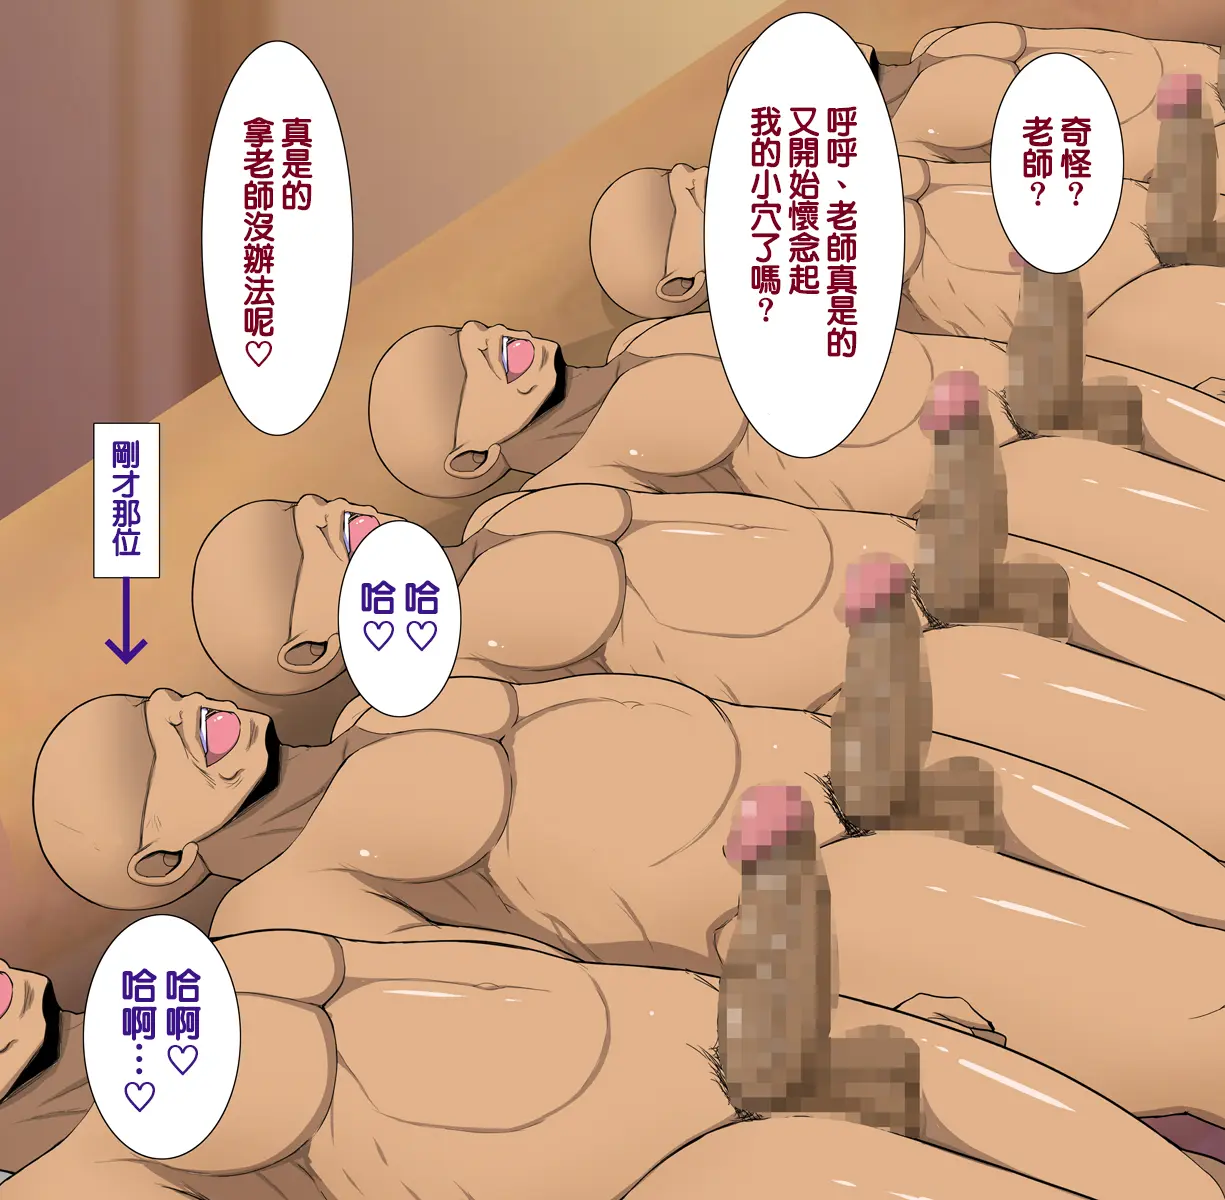 奇怪？
老師？
呼呼、老師真是的
又開始懷念起
我的小穴了嗎？
真是的
拿老師沒辦法呢♡
剛才那位
哈♡
哈♡
哈啊♡
哈啊……♡